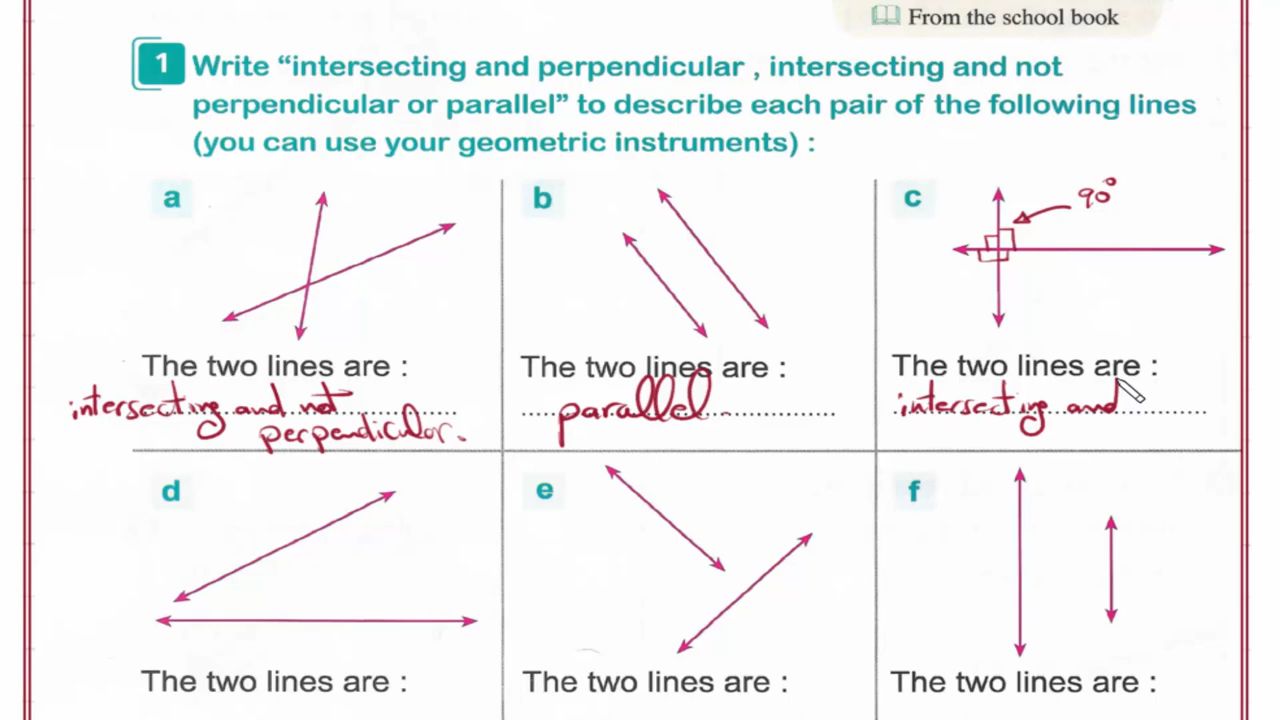 From the school book
1 Write “intersecting and perpendicular , intersecting and not
perpendicular or parallel” to describe each pair of the following lines
(you can use your geometric instruments) :
a
b
c
90°
The two lines are :
intersecting and not
perpendicular.
The two lines are :
parallel.
The two lines are :
intersecting and
d
e
f
The two lines are :
The two lines are :
The two lines are :